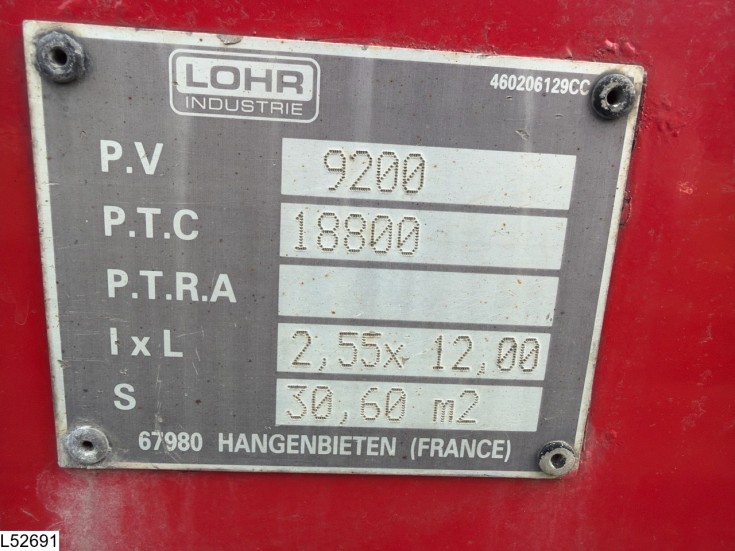 LOHR
INDUSTRIE
460206129CC
P.V 9200
P.T.C 18800
P.T.R.A
l x L 2,55x 12,00
S 30,60 m2
67980 HANGENBIETEN (FRANCE)
L52691